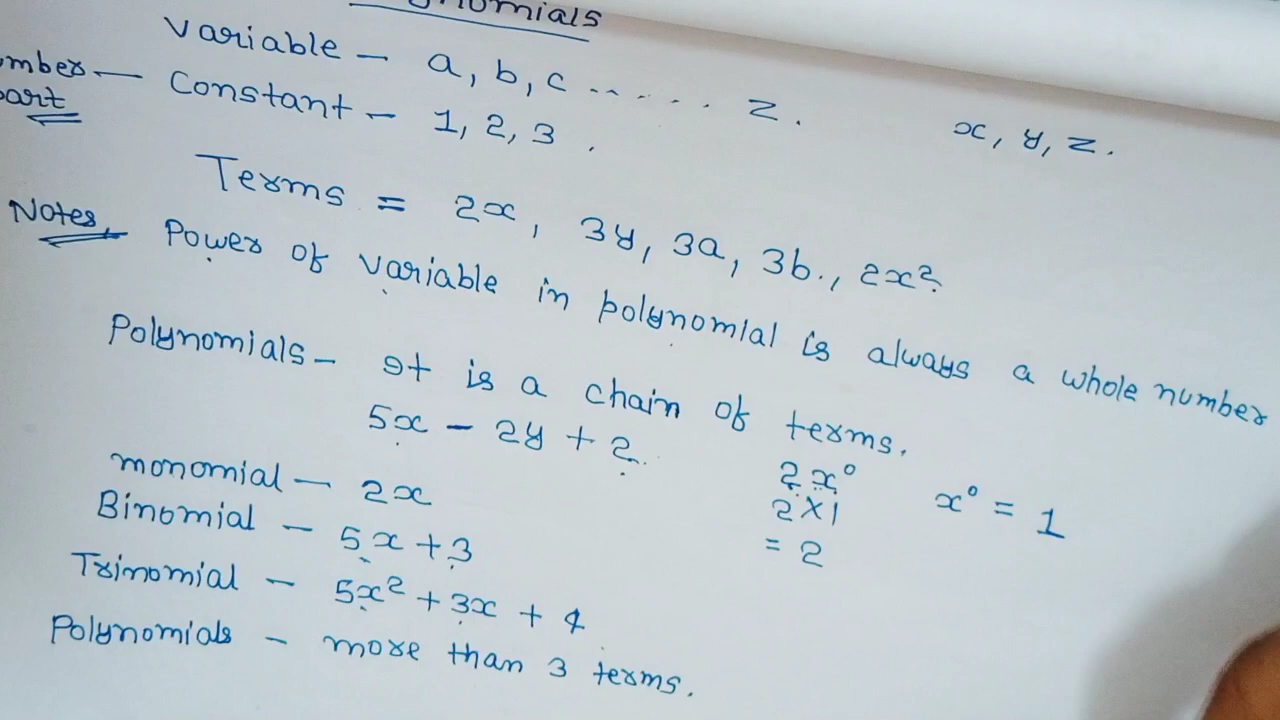 Variable – a, b, c ..... z. x, y, z.
Constant – 1, 2, 3 .
Terms = 2x, 3y, 3a, 3b., 2x².
Notes, Power of variable in polynomial is always a whole number
Polynomials – It is a chain of terms.
5x – 2y + 2.
2x⁰ x⁰ = 1
2×1
= 2
monomial – 2x
Binomial – 5x + 3
Trinomial – 5x² + 3x + 4
Polynomials – more than 3 terms.